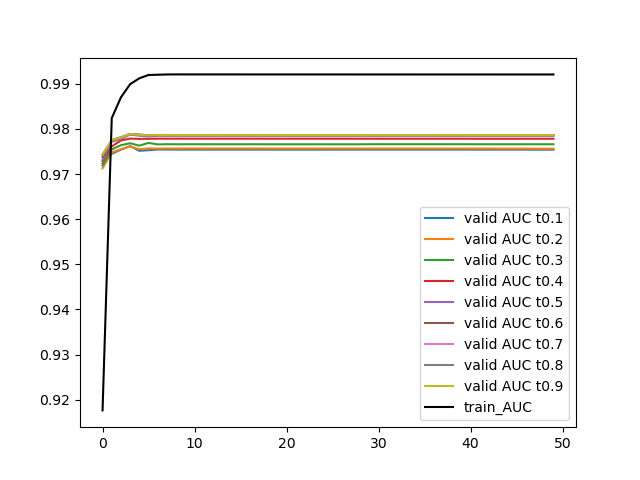 0.99
0.98
0.97
0.96
0.95
0.94
0.93
0.92
0 10 20 30 40 50
valid AUC t0.1
valid AUC t0.2
valid AUC t0.3
valid AUC t0.4
valid AUC t0.5
valid AUC t0.6
valid AUC t0.7
valid AUC t0.8
valid AUC t0.9
train_AUC